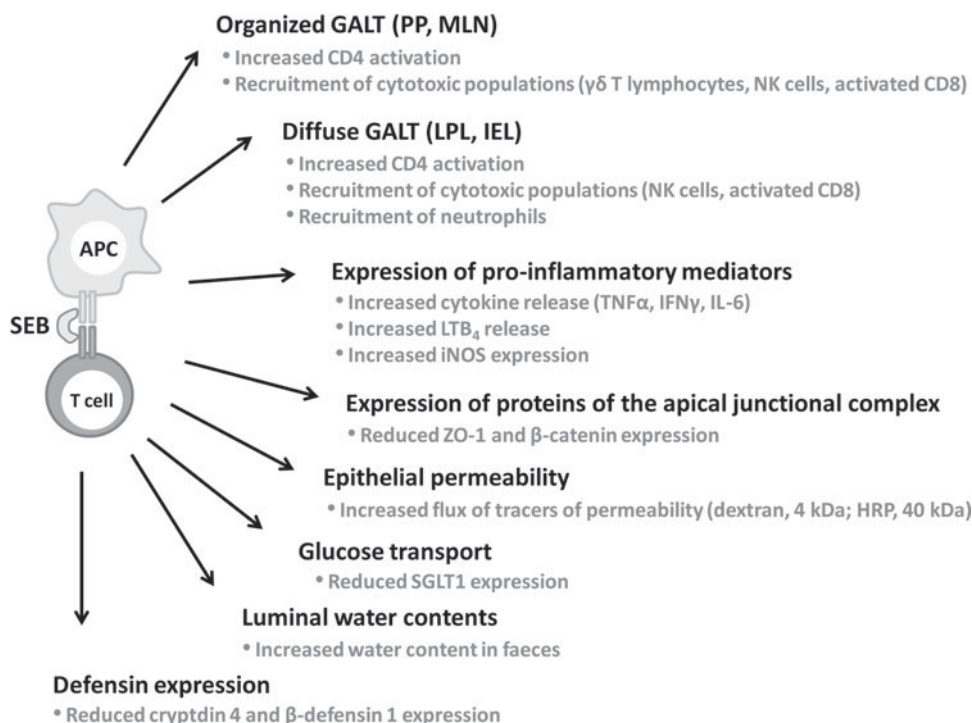 Organized GALT (PP, MLN)
• Increased CD4 activation
• Recruitment of cytotoxic populations (γδ T lymphocytes, NK cells, activated CD8)
Diffuse GALT (LPL, IEL)
• Increased CD4 activation
• Recruitment of cytotoxic populations (NK cells, activated CD8)
• Recruitment of neutrophils
APC
SEB
T cell
Expression of pro-inflammatory mediators
• Increased cytokine release (TNFα, IFNγ, IL-6)
• Increased LTB₄ release
• Increased iNOS expression
Expression of proteins of the apical junctional complex
• Reduced ZO-1 and β-catenin expression
Epithelial permeability
• Increased flux of tracers of permeability (dextran, 4 kDa; HRP, 40 kDa)
Glucose transport
• Reduced SGLT1 expression
Luminal water contents
• Increased water content in faeces
Defensin expression
• Reduced cryptdin 4 and β-defensin 1 expression